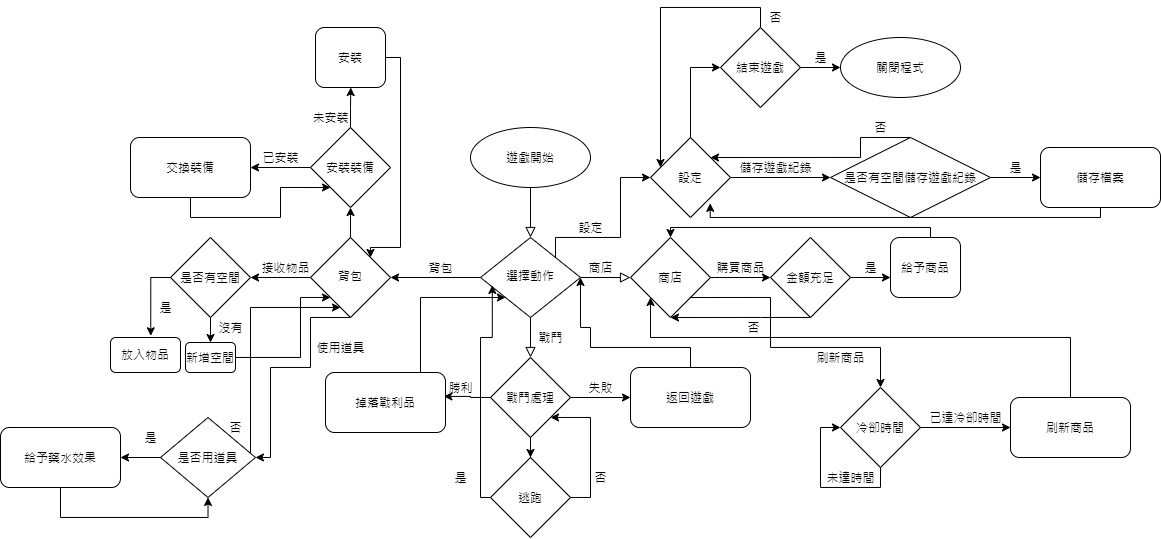 否
安裝
結束遊戲
是
關閉程式
未安裝
交換裝備
已安裝
安裝裝備
遊戲開始
設定
儲存遊戲紀錄
否
是否有空間儲存遊戲紀錄
是
儲存檔案
設定
是否有空間
接收物品
背包
背包
選擇動作
商店
商店
購買商品
金額充足
是
給予商品
是
沒有
放入物品
新增空間
使用道具
戰鬥
否
刷新商品
掉落戰利品
勝利
戰鬥處理
失敗
返回遊戲
冷卻時間
已達冷卻時間
刷新商品
未達時間
給予藥水效果
是
是否用道具
否
是
逃跑
否